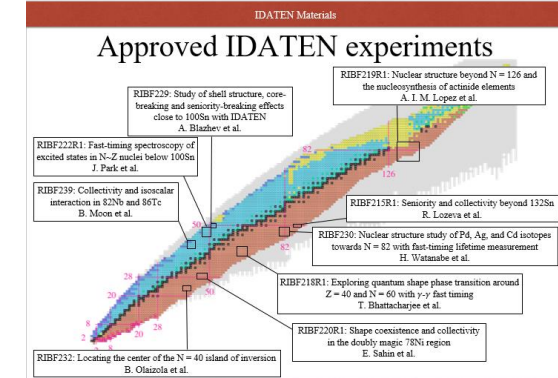 IDATEN Materials
Approved IDATEN experiments
RIBF219R1: Nuclear structure beyond N = 126 and
the nucleosynthesis of actinide elements
A. I. M. Lopez et al.
RIBF229: Study of shell structure, core-
breaking and seniority-breaking effects
close to 100Sn with IDATEN
A. Blazhev et al.
RIBF222R1: Fast-timing spectroscopy of
excited states in N~Z nuclei below 100Sn
J. Park et al.
RIBF239: Collectivity and isoscalar
interaction in 82Nb and 86Tc
B. Moon et al.
RIBF215R1: Seniority and collectivity beyond 132Sn
R. Lozeva et al.
RIBF230: Nuclear structure study of Pd, Ag, and Cd isotopes
towards N = 82 with fast-timing lifetime measurement
H. Watanabe et al.
RIBF218R1: Exploring quantum shape phase transition around
Z = 40 and N = 60 with γ-γ fast timing
T. Bhattacharjee et al.
RIBF220R1: Shape coexistence and collectivity
in the doubly magic 78Ni region
E. Sahin et al.
RIBF232: Locating the center of the N = 40 island of inversion
B. Olaizola et al.
82
126
50
82
28
50
20
28
8
20
2
8
2